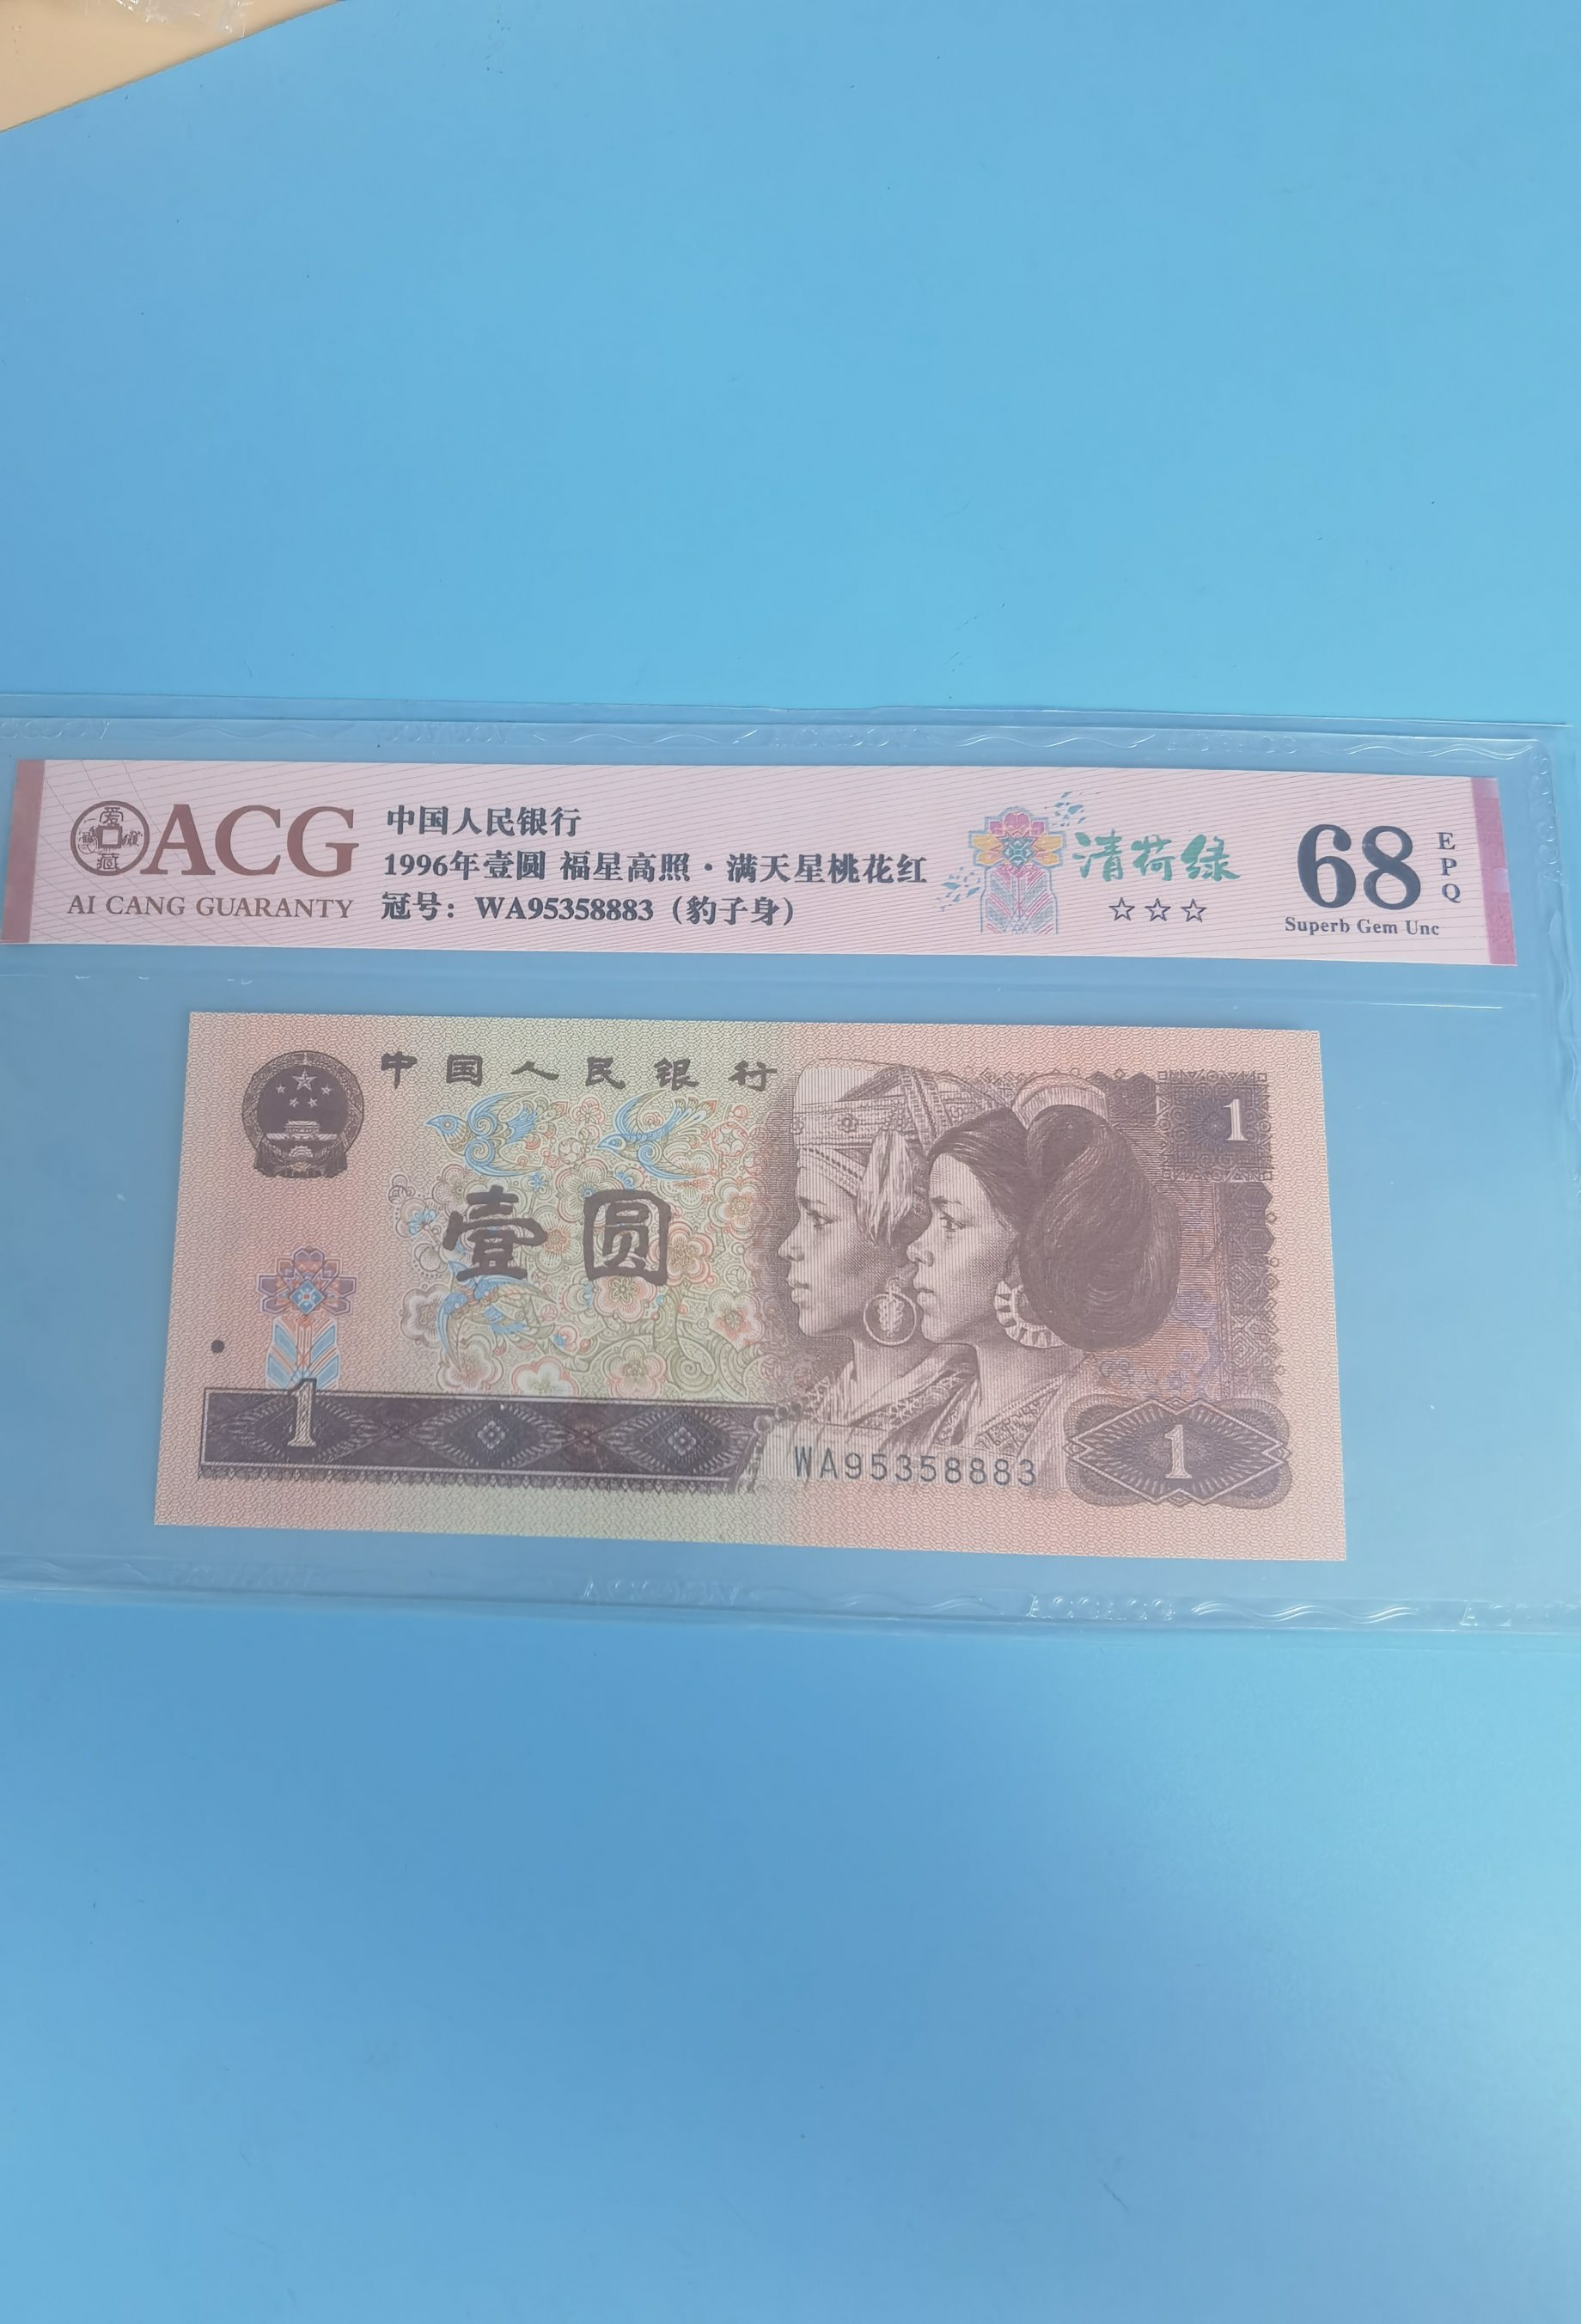 ACG
AI CANG GUARANTY
中国人民银行
1996年壹圆 福星高照·满天星桃花红
冠号：WA95358883（豹子身）
清荷绿
☆☆☆
68
EPQ
Superb Gem Unc
中国人民银行
1
壹圆
1
WA95358883
1